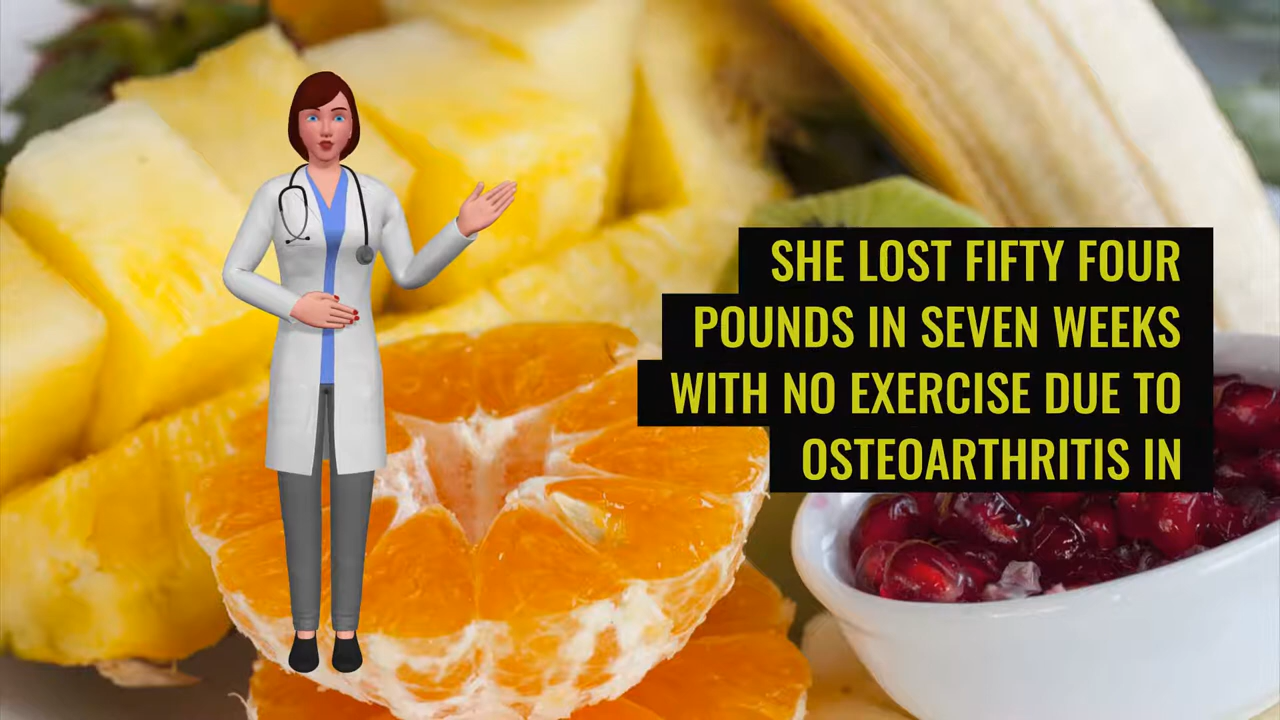 SHE LOST FIFTY FOUR
POUNDS IN SEVEN WEEKS
WITH NO EXERCISE DUE TO
OSTEOARTHRITIS IN